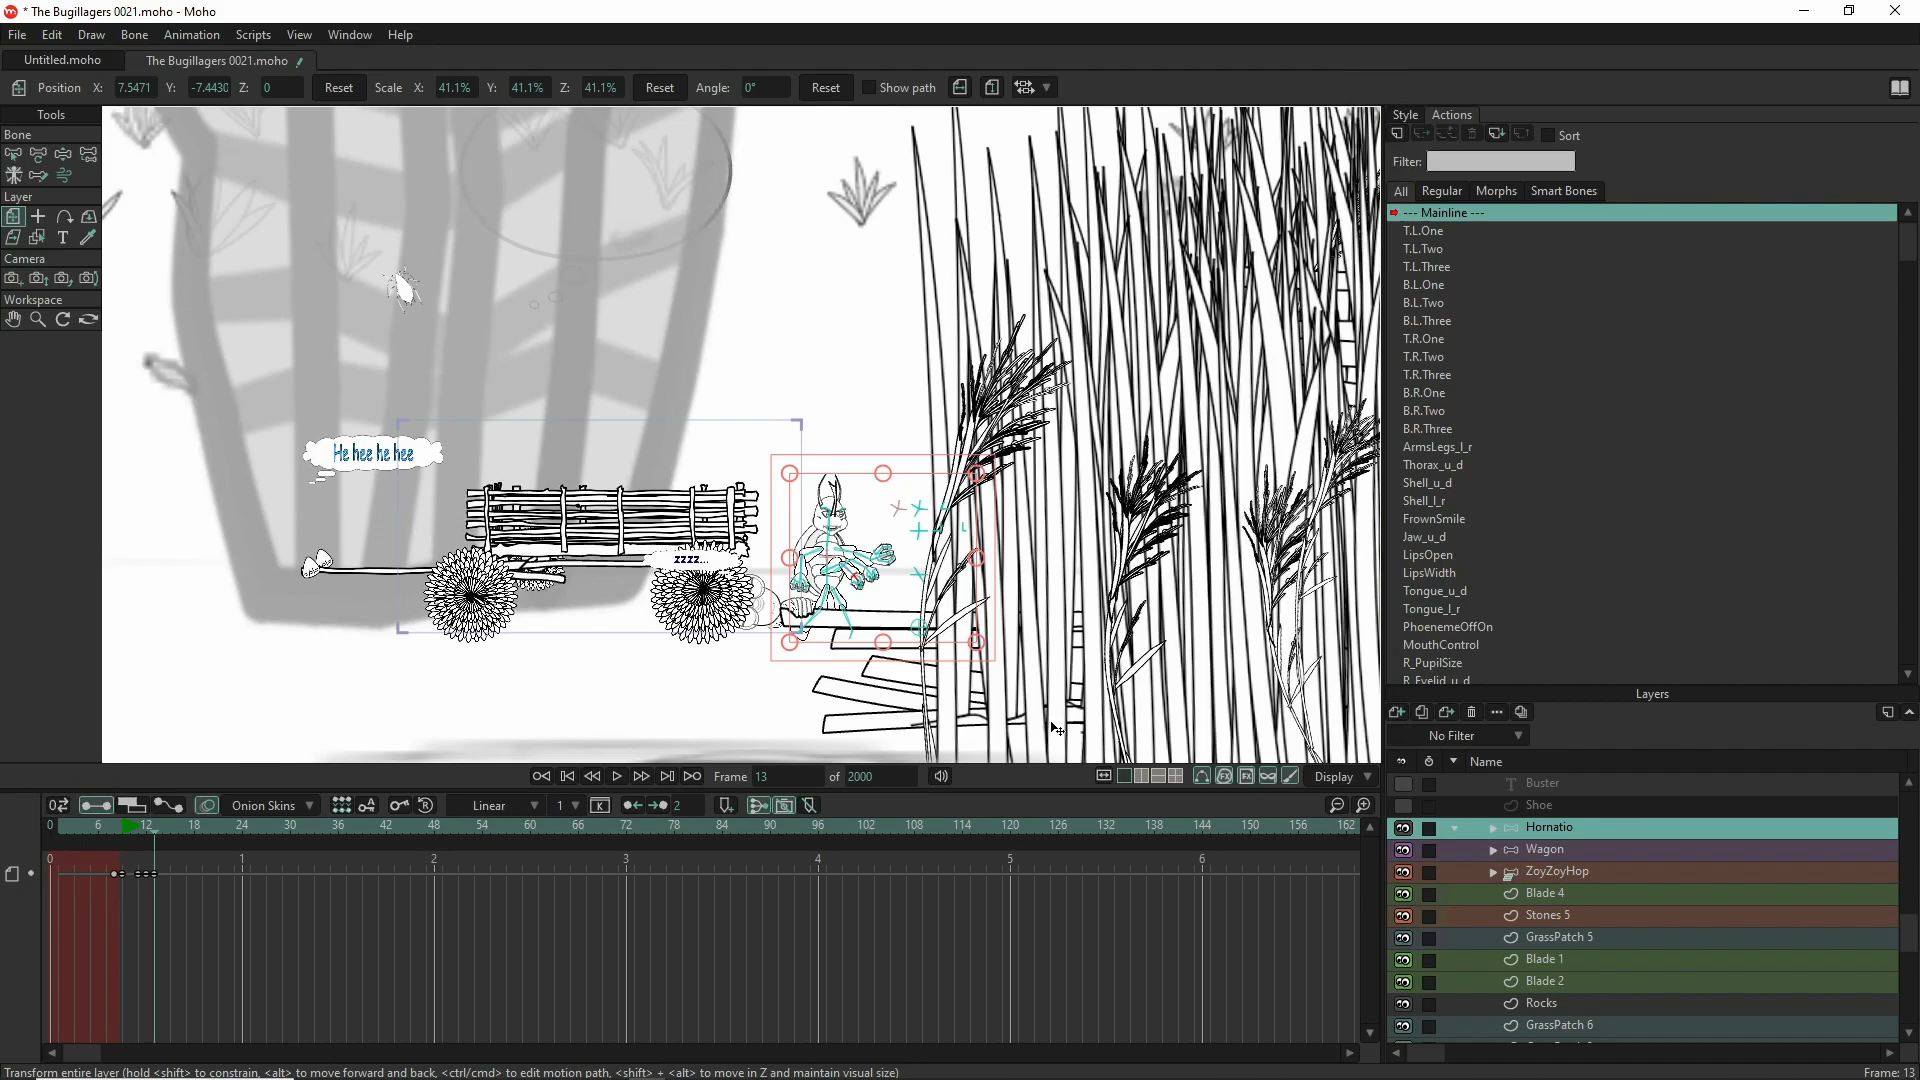 * The Bugillagers 0021.moho - Moho
File Edit Draw Bone Animation Scripts View Window Help
Untitled.moho The Bugillagers 0021.moho
Position X: 7.5471 Y: -7.4430 Z: 0 Reset Scale X: 41.1% Y: 41.1% Z: 41.1% Reset Angle: 0° Reset Show path
Tools
Bone
Layer
T
Camera
Workspace
He hee he hee
zzzz...
Style Actions
Sort
Filter:
All Regular Morphs Smart Bones
--- Mainline ---
T.L.One
T.L.Two
T.L.Three
B.L.One
B.L.Two
B.L.Three
T.R.One
T.R.Two
T.R.Three
B.R.One
B.R.Two
B.R.Three
ArmsLegs_l_r
Thorax_u_d
Shell_u_d
Shell_l_r
FrownSmile
Jaw_u_d
LipsOpen
LipsWidth
Tongue_u_d
Tongue_l_r
PhoenemeOffOn
MouthControl
R_PupilSize
R_Eyelid_u_d
Layers
No Filter
Name
Buster
Shoe
Hornatio
Wagon
ZoyZoyHop
Blade 4
Stones 5
GrassPatch 5
Blade 1
Blade 2
Rocks
GrassPatch 6
Frame 13 of 2000 Display
Onion Skins Linear 1 2
0 6 12 18 24 30 36 42 48 54 60 66 72 78 84 90 96 102 108 114 120 126 132 138 144 150 156 162
0 1 2 3 4 5 6
Transform entire layer (hold <shift> to constrain, <alt> to move forward and back, <ctrl/cmd> to edit motion path, <shift> + <alt> to move in Z and maintain visual size) Frame: 13